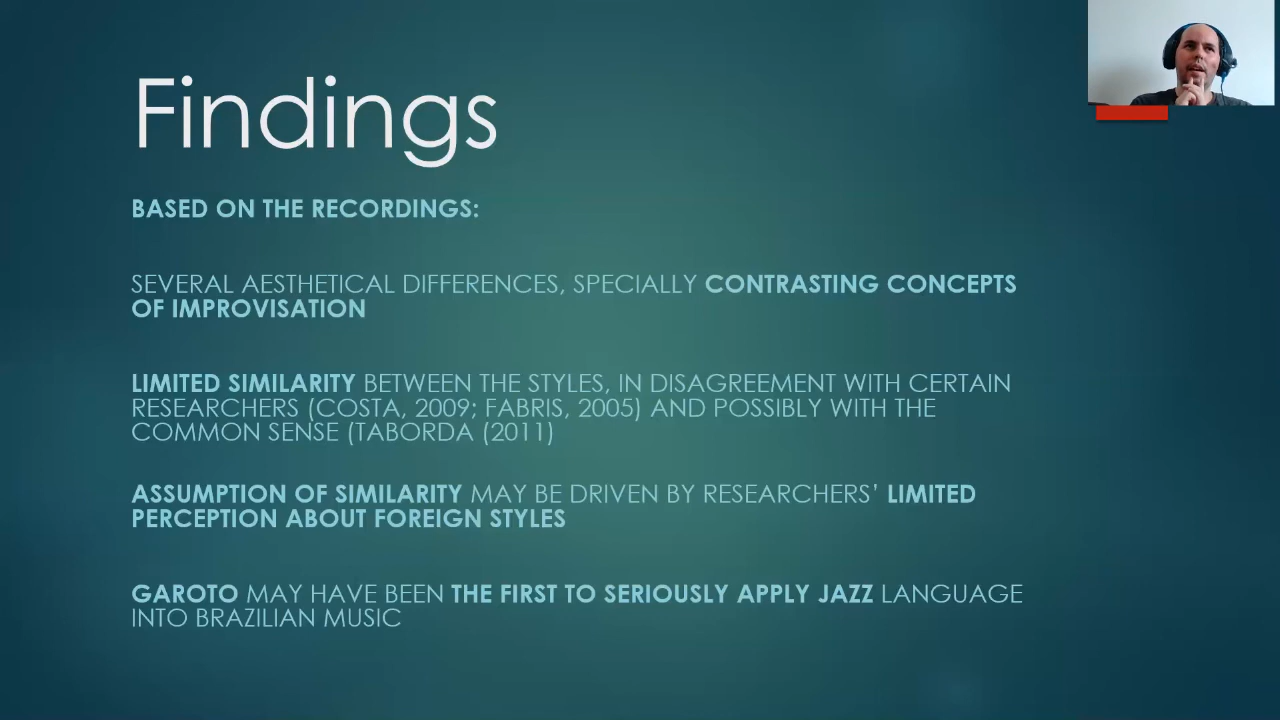 Findings
BASED ON THE RECORDINGS:
SEVERAL AESTHETICAL DIFFERENCES, SPECIALLY CONTRASTING CONCEPTS
OF IMPROVISATION
LIMITED SIMILARITY BETWEEN THE STYLES, IN DISAGREEMENT WITH CERTAIN
RESEARCHERS (COSTA, 2009; FABRIS, 2005) AND POSSIBLY WITH THE
COMMON SENSE (TABORDA (2011)
ASSUMPTION OF SIMILARITY MAY BE DRIVEN BY RESEARCHERS’ LIMITED
PERCEPTION ABOUT FOREIGN STYLES
GAROTO MAY HAVE BEEN THE FIRST TO SERIOUSLY APPLY JAZZ LANGUAGE
INTO BRAZILIAN MUSIC